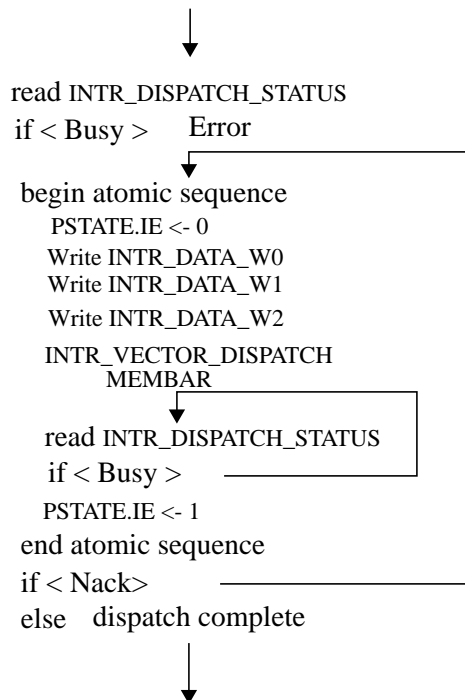 read INTR_DISPATCH_STATUS
if < Busy > Error
begin atomic sequence
PSTATE.IE <- 0
Write INTR_DATA_W0
Write INTR_DATA_W1
Write INTR_DATA_W2
INTR_VECTOR_DISPATCH
MEMBAR
read INTR_DISPATCH_STATUS
if < Busy >
PSTATE.IE <- 1
end atomic sequence
if < Nack>
else dispatch complete